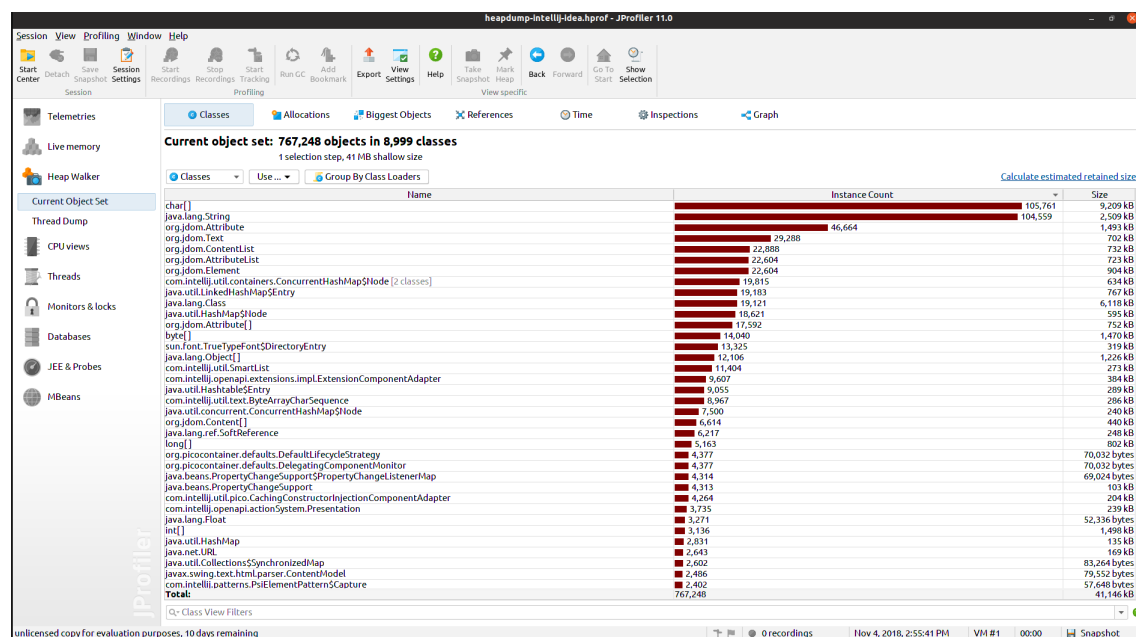 heapdump-intellij-idea.hprof - JProfiler 11.0
Session View Profiling Window Help
Start Center Detach Save Snapshot Session Settings Start Recordings Stop Recordings Start Tracking Run GC Add Bookmark Export View Settings Help Take Snapshot Mark Heap Back Forward Go To Start Show Selection
Session Profiling View specific
Telemetries
Live memory
Heap Walker
Current Object Set
Thread Dump
CPU views
Threads
Monitors & locks
Databases
JEE & Probes
MBeans
JProfiler
Classes Allocations Biggest Objects References Time Inspections Graph
Current object set: 767,248 objects in 8,999 classes
1 selection step, 41 MB shallow size
Classes Use ... Group By Class Loaders Calculate estimated retained size
Name Instance Count Size
char[] 105,761 9,209 kB
java.lang.String 104,559 2,509 kB
org.jdom.Attribute 46,664 1,493 kB
org.jdom.Text 29,288 702 kB
org.jdom.ContentList 22,888 732 kB
org.jdom.AttributeList 22,604 723 kB
org.jdom.Element 22,604 904 kB
com.intellij.util.containers.ConcurrentHashMap$Node [2 classes] 19,815 634 kB
java.util.LinkedHashMap$Entry 19,183 767 kB
java.lang.Class 19,121 6,118 kB
java.util.HashMap$Node 18,621 595 kB
org.jdom.Attribute[] 17,592 752 kB
byte[] 14,040 1,470 kB
sun.font.TrueTypeFont$DirectoryEntry 13,325 319 kB
java.lang.Object[] 12,106 1,226 kB
com.intellij.util.SmartList 11,404 273 kB
com.intellij.openapi.extensions.impl.ExtensionComponentAdapter 9,607 384 kB
java.util.Hashtable$Entry 9,055 289 kB
com.intellij.util.text.ByteArrayCharSequence 8,967 286 kB
java.util.concurrent.ConcurrentHashMap$Node 7,500 240 kB
org.jdom.Content[] 6,614 440 kB
java.lang.ref.SoftReference 6,217 248 kB
long[] 5,163 802 kB
org.picocontainer.defaults.DefaultLifecycleStrategy 4,377 70,032 bytes
org.picocontainer.defaults.DelegatingComponentMonitor 4,377 70,032 bytes
java.beans.PropertyChangeSupport$PropertyChangeListenerMap 4,314 69,024 bytes
java.beans.PropertyChangeSupport 4,313 103 kB
com.intellij.util.pico.CachingConstructorInjectionComponentAdapter 4,264 204 kB
com.intellij.openapi.actionSystem.Presentation 3,735 239 kB
java.lang.Float 3,271 52,336 bytes
int[] 3,136 1,498 kB
java.util.HashMap 2,831 135 kB
java.net.URL 2,643 169 kB
java.util.Collections$SynchronizedMap 2,602 83,264 bytes
javax.swing.text.html.parser.ContentModel 2,486 79,552 bytes
com.intellij.patterns.PsiElementPattern$Capture 2,402 57,648 bytes
Total: 767,248 41,146 kB
Class View Filters
unlicensed copy for evaluation purposes, 10 days remaining 0 recordings Nov 4, 2018, 2:55:41 PM VM #1 00:00 Snapshot